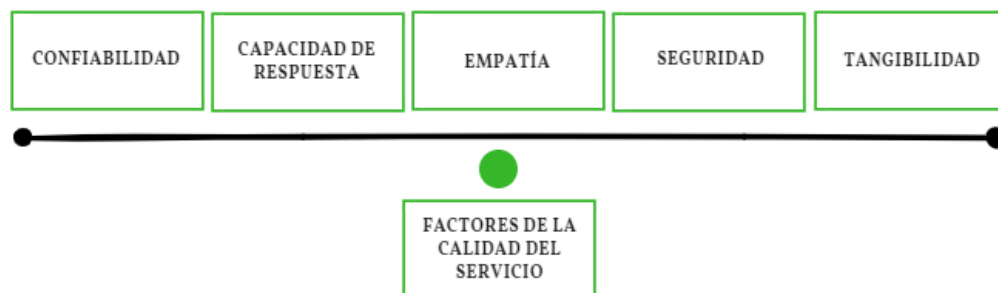 CONFIABILIDAD
CAPACIDAD DE
RESPUESTA
EMPATÍA
SEGURIDAD
TANGIBILIDAD
FACTORES DE LA
CALIDAD DEL
SERVICIO